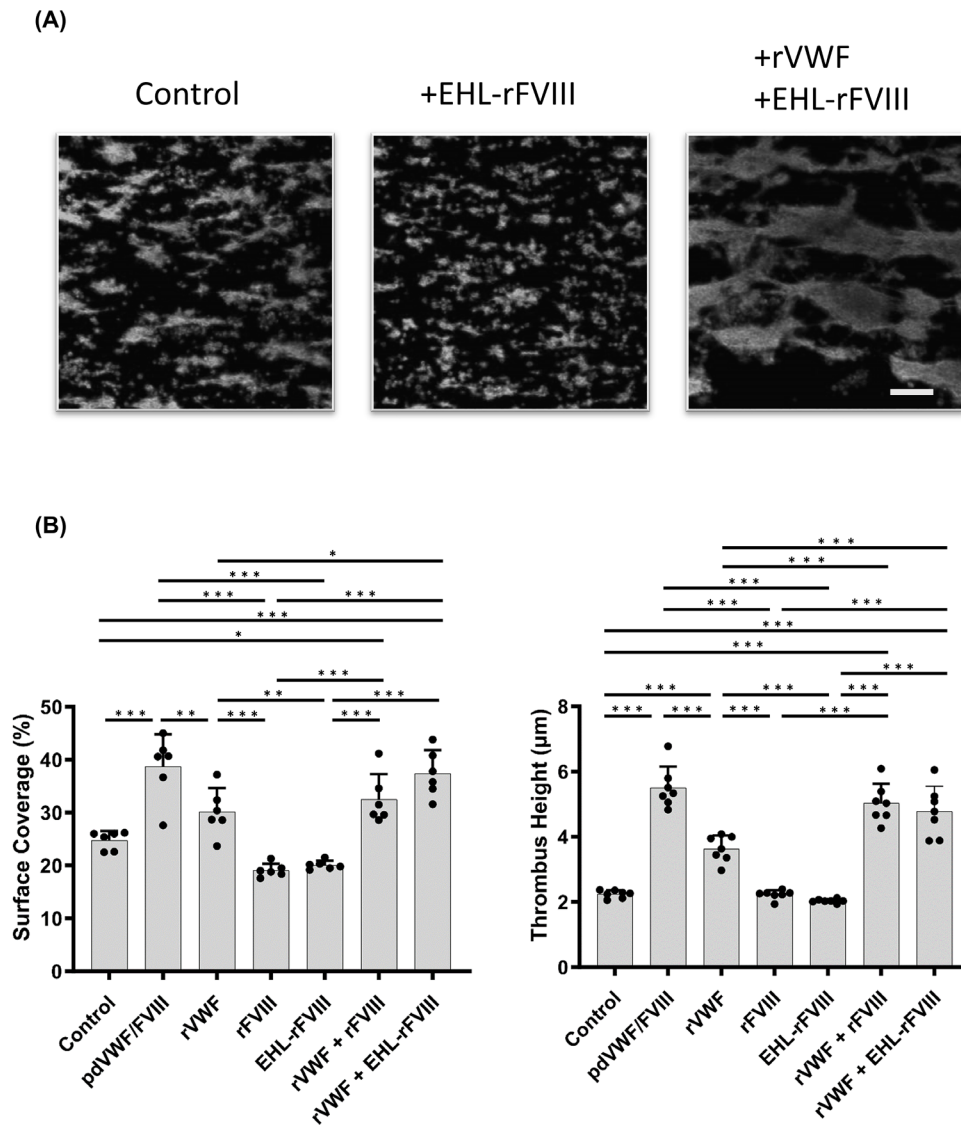 (A)
Control
+EHL-rFVIII
+rVWF
+EHL-rFVIII
(B)
*
***
*** ***
***
*
***
** ***
*** ** *** ***
Surface Coverage (%)
50
40
30
20
10
0
Control
pdVWF/FVIII
rVWF
rFVIII
EHL-rFVIII
rVWF + rFVIII
rVWF + EHL-rFVIII
***
***
***
*** ***
***
***
***
*** *** ***
*** *** *** ***
Thrombus Height (µm)
8
6
4
2
0
Control
pdVWF/FVIII
rVWF
rFVIII
EHL-rFVIII
rVWF + rFVIII
rVWF + EHL-rFVIII